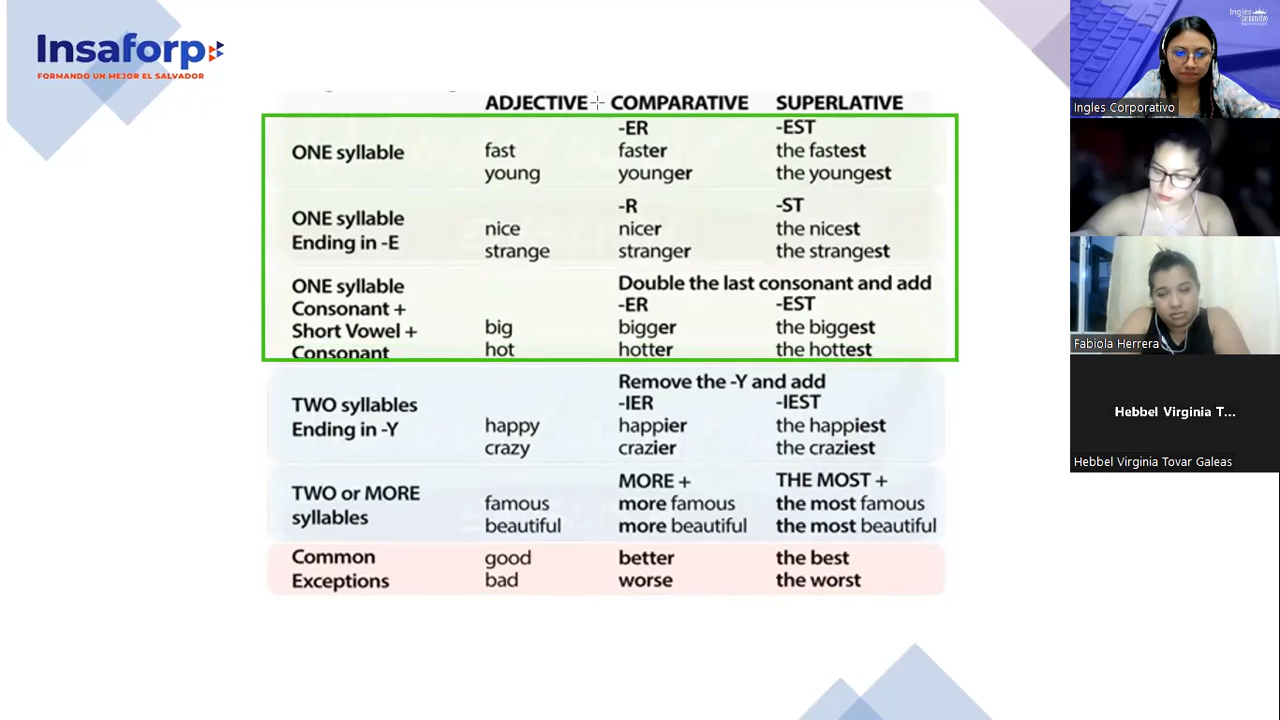 Insaforp
FORMANDO UN MEJOR EL SALVADOR
ADJECTIVE COMPARATIVE SUPERLATIVE
-ER -EST
ONE syllable fast faster the fastest
young younger the youngest
-R -ST
ONE syllable nice nicer the nicest
Ending in -E strange stranger the strangest
ONE syllable Double the last consonant and add
Consonant + -ER -EST
Short Vowel + big bigger the biggest
Consonant hot hotter the hottest
Remove the -Y and add
TWO syllables -IER -IEST
Ending in -Y happy happier the happiest
crazy crazier the craziest
MORE + THE MOST +
TWO or MORE famous more famous the most famous
syllables beautiful more beautiful the most beautiful
Common good better the best
Exceptions bad worse the worst
Ingles Corporativo
Fabiola Herrera
Hebbel Virginia T...
Hebbel Virginia Tovar Galeas